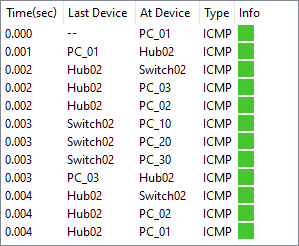 Time(sec) Last Device At Device Type Info
0.000 -- PC_01 ICMP
0.001 PC_01 Hub02 ICMP
0.002 Hub02 Switch02 ICMP
0.002 Hub02 PC_03 ICMP
0.002 Hub02 PC_02 ICMP
0.003 Switch02 PC_10 ICMP
0.003 Switch02 PC_20 ICMP
0.003 Switch02 PC_30 ICMP
0.003 PC_03 Hub02 ICMP
0.004 Hub02 Switch02 ICMP
0.004 Hub02 PC_02 ICMP
0.004 Hub02 PC_01 ICMP